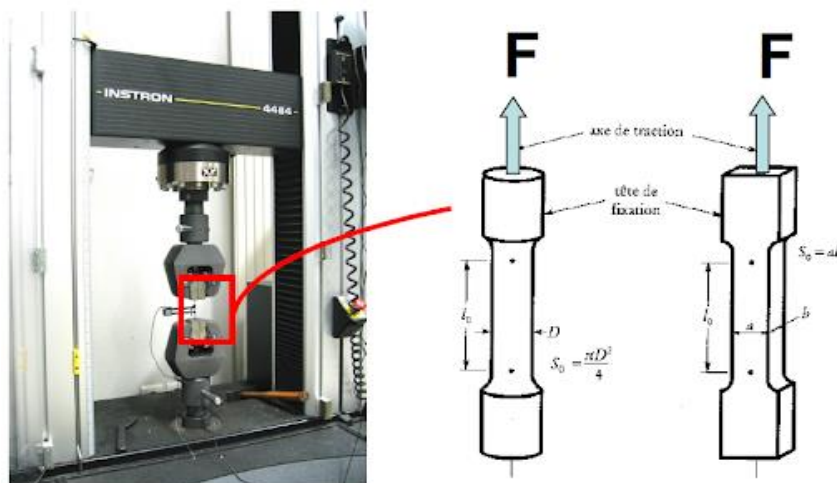 INSTRON 4484
F F
axe de traction
tête de
fixation
S₀ = ab
l₀ D S₀ = πD²/4
l₀ a b